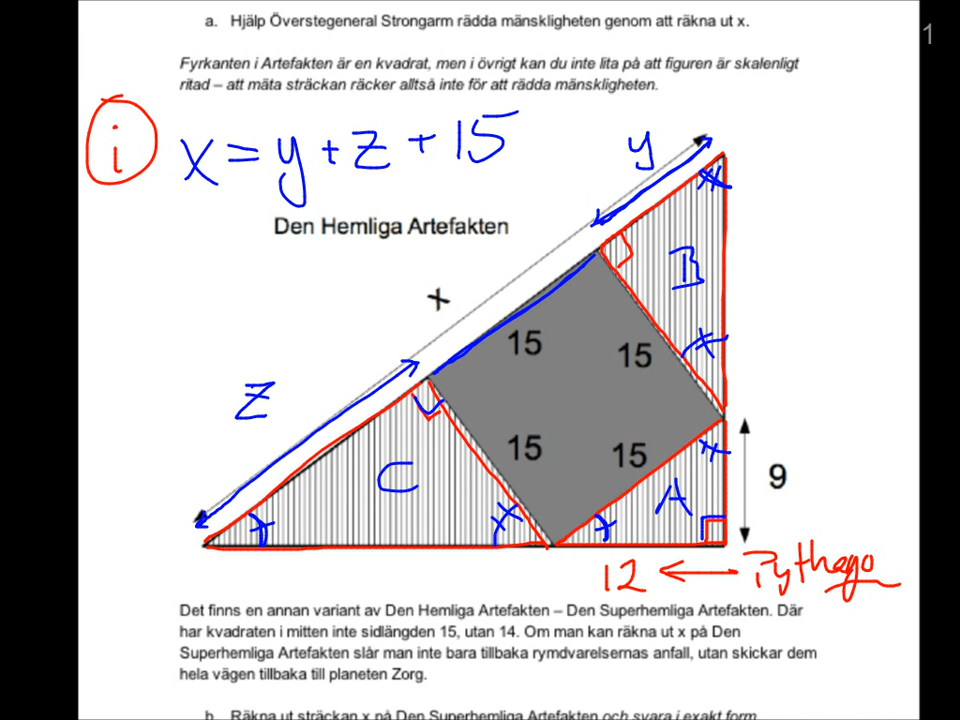 1
a. Hjälp Överstegeneral Strongarm rädda mänskligheten genom att räkna ut x.
Fyrkanten i Artefakten är en kvadrat, men i övrigt kan du inte lita på att figuren är skalenligt
ritad – att mäta sträckan räcker alltså inte för att rädda mänskligheten.
i x = y + z + 15
y
Den Hemliga Artefakten
x
B
x
15
15
x
z
15
15
x
C
A
9
x
x
x
12 ← Pythago
Det finns en annan variant av Den Hemliga Artefakten – Den Superhemliga Artefakten. Där
har kvadraten i mitten inte sidlängden 15, utan 14. Om man kan räkna ut x på Den
Superhemliga Artefakten slår man inte bara tillbaka rymdvarelsernas anfall, utan skickar dem
hela vägen tillbaka till planeten Zorg.
b. Räkna ut sträckan x på Den Superhemliga Artefakten och svara i exakt form